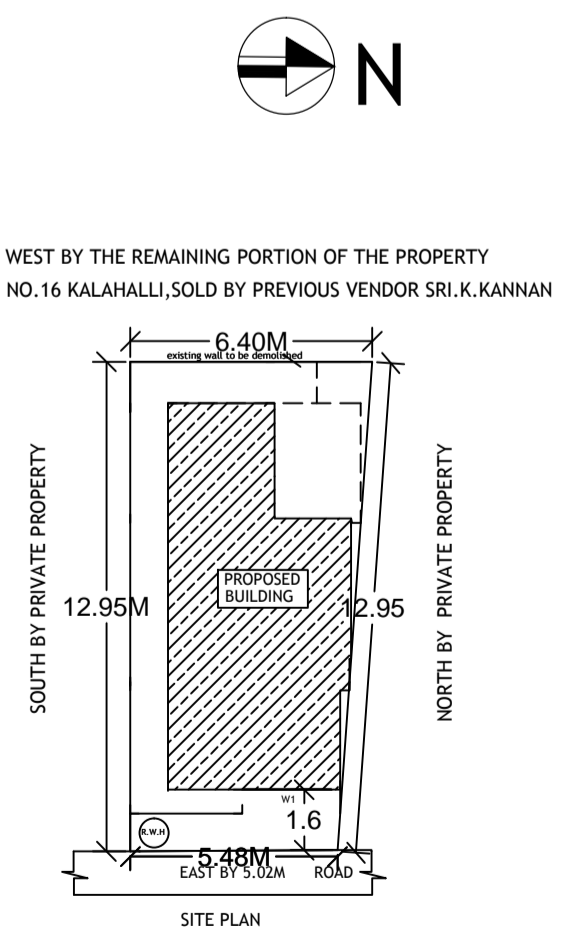 N
WEST BY THE REMAINING PORTION OF THE PROPERTY
NO.16 KALAHALLI,SOLD BY PREVIOUS VENDOR SRI.K.KANNAN
6.40M
existing wall to be demolished
SOUTH BY PRIVATE PROPERTY
NORTH BY PRIVATE PROPERTY
PROPOSED
BUILDING
12.95M
12.95
W1
1.6
R.W.H
5.48M
EAST BY 5.02M ROAD
SITE PLAN